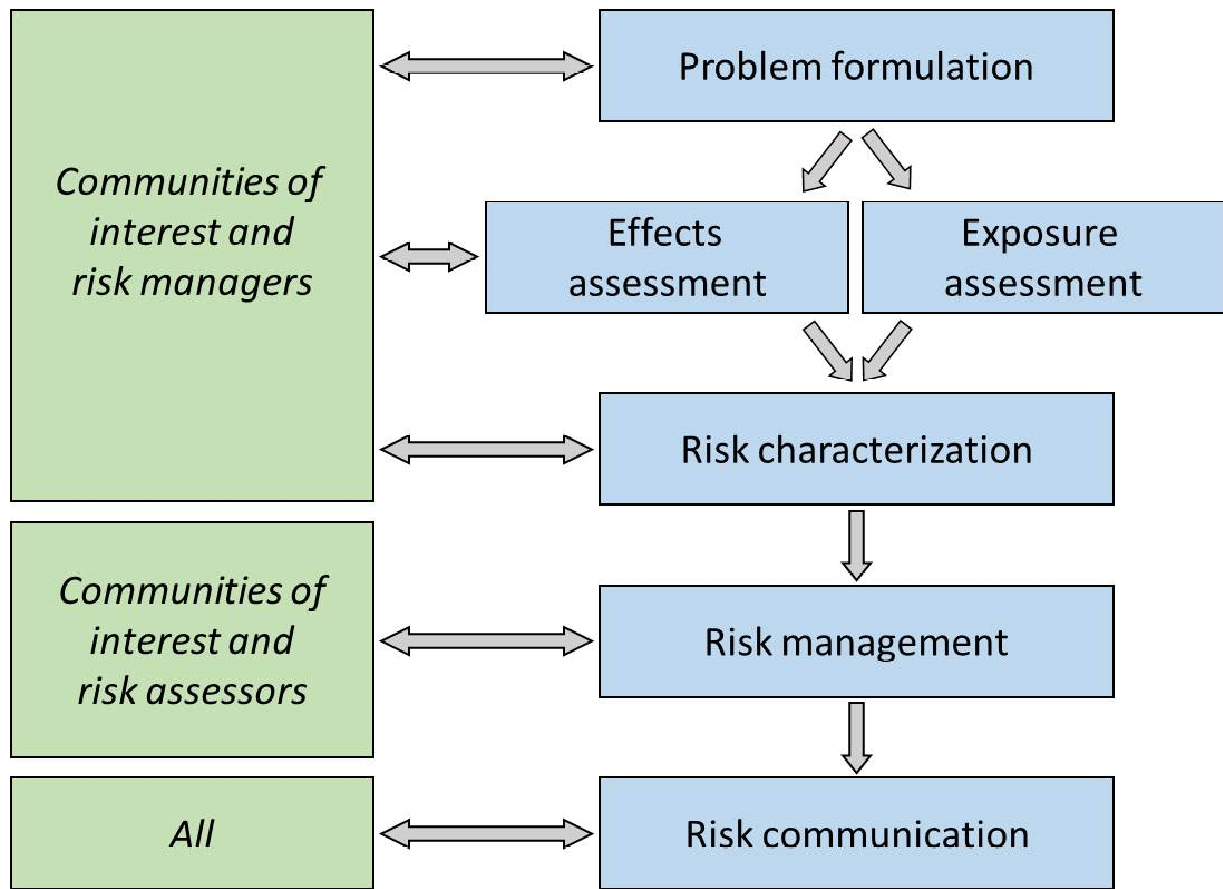 Problem formulation
Communities of
interest and
risk managers
Effects
assessment
Exposure
assessment
Risk characterization
Communities of
interest and
risk assessors
Risk management
All
Risk communication